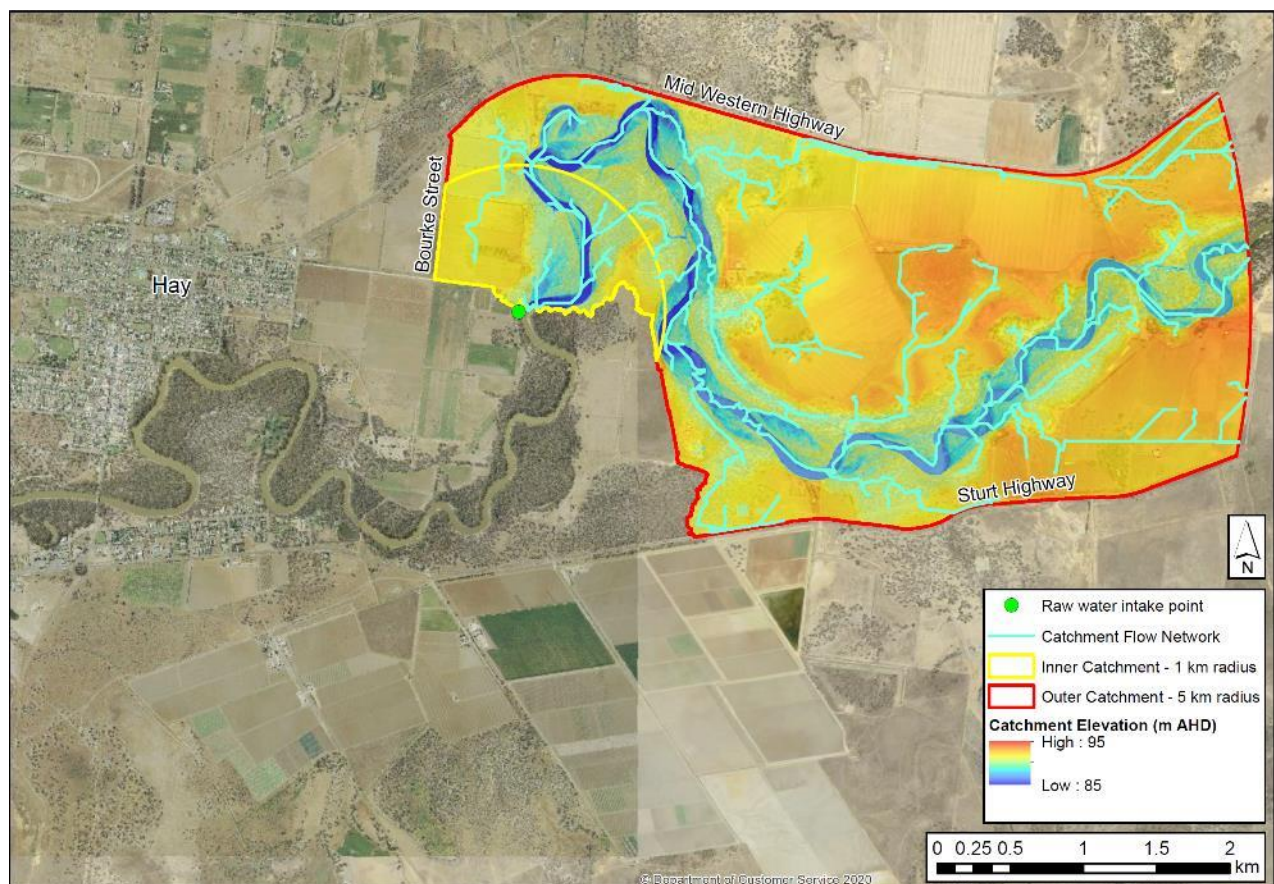 Mid Western Highway
Bourke Street
Hay
Sturt Highway
N
Raw water intake point
Catchment Flow Network
Inner Catchment - 1 km radius
Outer Catchment - 5 km radius
Catchment Elevation (m AHD)
High : 95
Low : 85
0 0.25 0.5 1 1.5 2
km
© Department of Customer Service 2020